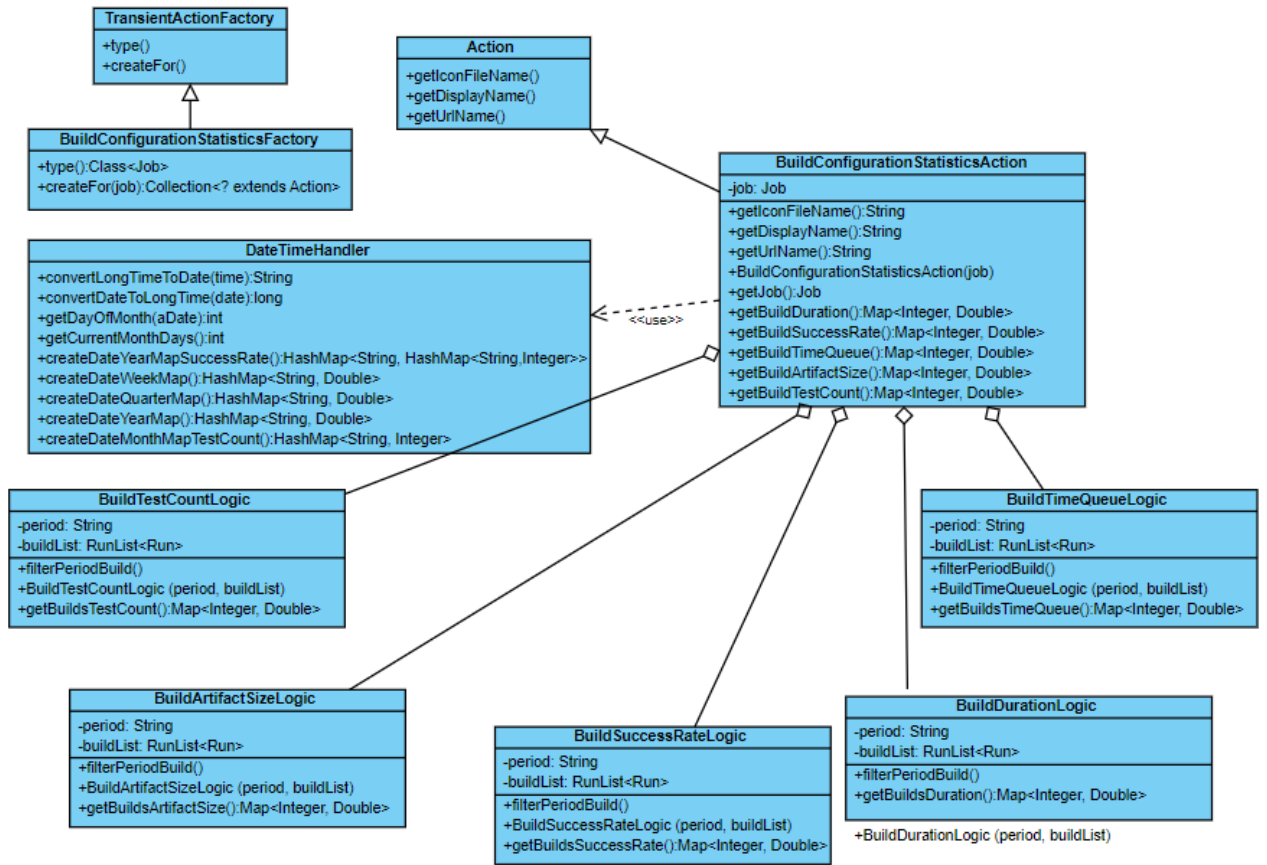 TransientActionFactory
+type()
+createFor()
Action
+getIconFileName()
+getDisplayName()
+getUrlName()
BuildConfigurationStatisticsFactory
+type():Class<Job>
+createFor(job):Collection<? extends Action>
BuildConfigurationStatisticsAction
-job: Job
+getIconFileName():String
+getDisplayName():String
+getUrlName():String
+BuildConfigurationStatisticsAction(job)
+getJob():Job
+getBuildDuration():Map<Integer, Double>
+getBuildSuccessRate():Map<Integer, Double>
+getBuildTimeQueue():Map<Integer, Double>
+getBuildArtifactSize():Map<Integer, Double>
+getBuildTestCount():Map<Integer, Double>
DateTimeHandler
+convertLongTimeToDate(time):String
+convertDateToLongTime(date):long
+getDayOfMonth(aDate):int
+getCurrentMonthDays():int
+createDateYearMapSuccessRate():HashMap<String, HashMap<String,Integer>>
+createDateWeekMap():HashMap<String, Double>
+createDateQuarterMap():HashMap<String, Double>
+createDateYearMap():HashMap<String, Double>
+createDateMonthMapTestCount():HashMap<String, Integer>
<<use>>
BuildTestCountLogic
-period: String
-buildList: RunList<Run>
+filterPeriodBuild()
+BuildTestCountLogic (period, buildList)
+getBuildsTestCount():Map<Integer, Double>
BuildTimeQueueLogic
-period: String
-buildList: RunList<Run>
+filterPeriodBuild()
+BuildTimeQueueLogic (period, buildList)
+getBuildsTimeQueue():Map<Integer, Double>
BuildArtifactSizeLogic
-period: String
-buildList: RunList<Run>
+filterPeriodBuild()
+BuildArtifactSizeLogic (period, buildList)
+getBuildsArtifactSize():Map<Integer, Double>
BuildSuccessRateLogic
-period: String
-buildList: RunList<Run>
+filterPeriodBuild()
+BuildSuccessRateLogic (period, buildList)
+getBuildsSuccessRate():Map<Integer, Double>
BuildDurationLogic
-period: String
-buildList: RunList<Run>
+filterPeriodBuild()
+getBuildsDuration():Map<Integer, Double>
+BuildDurationLogic (period, buildList)